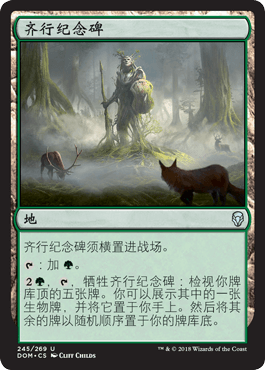 齐行纪念碑
地
齐行纪念碑须横置进战场。
：加。
2，，牺牲齐行纪念碑：检视你牌
库顶的五张牌。你可以展示其中的一张
生物牌，并将它置于你手上。然后将其
余的牌以随机顺序置于你的牌库底。
245/269 U
DOM • CS CLIFF CHILDS
™ & © 2018 Wizards of the Coast